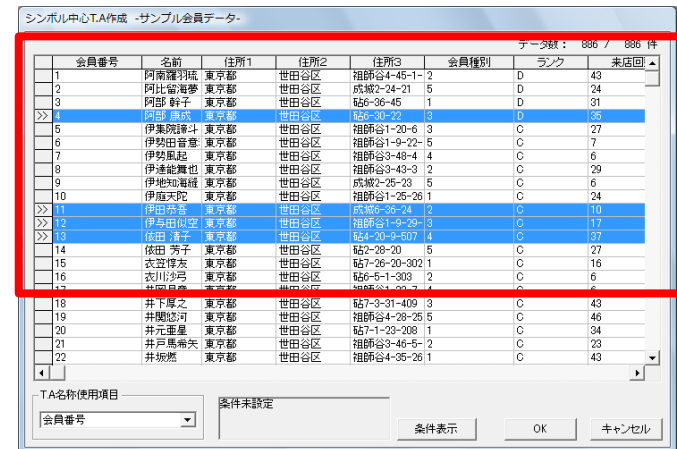 シンボル中心T.A作成 -サンプル会員データ-
データ数： 886 / 886 件
会員番号 名前 住所1 住所2 住所3 会員種別 ランク 来店回
1 阿南羅羽琉 東京都 世田谷区 祖師谷4-45-1- 2 D 43
2 阿比留海夢 東京都 世田谷区 成城2-24-21 5 D 24
3 阿部 幹子 東京都 世田谷区 砧6-36-45 1 D 31
>> 4 阿部 康成 東京都 世田谷区 砧6-30-22 3 D 35
5 伊集院諦斗 東京都 世田谷区 祖師谷1-20-6 3 C 27
6 伊勢田音意 東京都 世田谷区 祖師谷1-9-22- 5 C 7
7 伊勢風起 東京都 世田谷区 祖師谷3-48-4 4 C 6
8 伊達能舞也 東京都 世田谷区 祖師谷3-43-3 2 C 29
9 伊地知海縫 東京都 世田谷区 成城2-25-23 5 C 6
10 伊庭天陀 東京都 世田谷区 祖師谷1-25-26 1 C 24
>> 11 伊田恭吾 東京都 世田谷区 成城6-36-24 2 C 10
>> 12 伊与田似空 東京都 世田谷区 祖師谷1-9-29- 3 C 17
>> 13 依田 清子 東京都 世田谷区 砧4-20-9-507 4 C 37
14 依田 芳子 東京都 世田谷区 砧2-28-20 5 C 27
15 衣笠惇友 東京都 世田谷区 砧7-26-20-302 1 C 16
16 衣川沙弓 東京都 世田谷区 砧6-5-1-303 2 C 6
17
18 井下厚之 東京都 世田谷区 砧7-3-31-409 3 C 43
19 井関悠河 東京都 世田谷区 祖師谷4-28-25 5 C 46
20 井元亜星 東京都 世田谷区 砧7-1-23-208 1 C 34
21 井戸馬希矢 東京都 世田谷区 祖師谷3-46-5- 2 C 23
22 井坂燃 東京都 世田谷区 祖師谷4-35-26 1 C 43
T.A名称使用項目
条件未設定
会員番号
条件表示 OK キャンセル